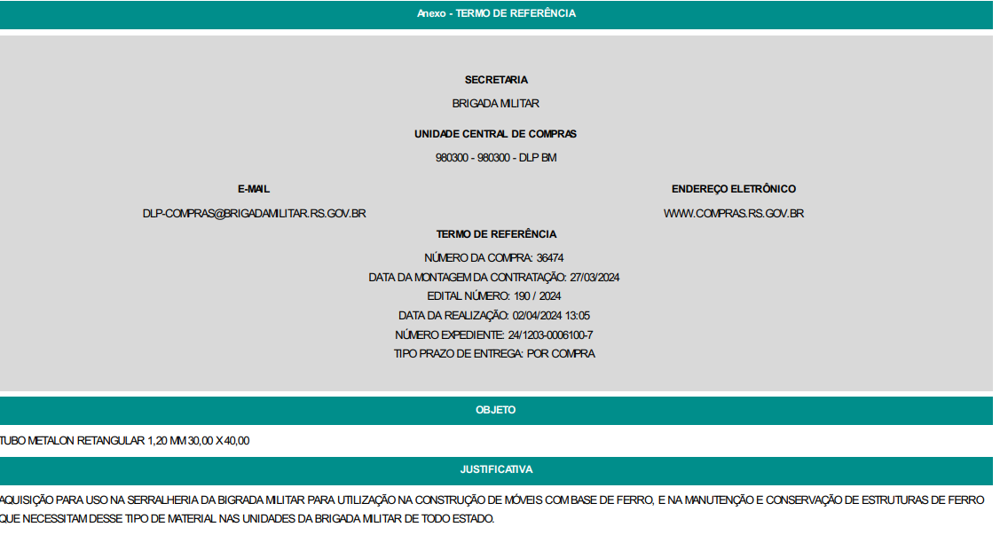 Anexo - TERMO DE REFERÊNCIA
SECRETARIA
BRIGADA MILITAR
UNIDADE CENTRAL DE COMPRAS
980300 - 980300 - DLP BM
E-MAIL
ENDEREÇO ELETRÔNICO
DLP-COMPRAS@BRIGADAMILITAR.RS.GOV.BR
WWW.COMPRAS.RS.GOV.BR
TERMO DE REFERÊNCIA
NÚMERO DA COMPRA: 36474
DATA DA MONTAGEM DA CONTRATAÇÃO: 27/03/2024
EDITAL NÚMERO: 190 / 2024
DATA DA REALIZAÇÃO: 02/04/2024 13:05
NÚMERO EXPEDIENTE: 24/1203-0006100-7
TIPO PRAZO DE ENTREGA: POR COMPRA
OBJETO
TUBO METALON RETANGULAR 1,20 MM 30,00 X 40,00
JUSTIFICATIVA
AQUISIÇÃO PARA USO NA SERRALHERIA DA BIGRADA MILITAR PARA UTILIZAÇÃO NA CONSTRUÇÃO DE MÓVEIS COM BASE DE FERRO, E NA MANUTENÇÃO E CONSERVAÇÃO DE ESTRUTURAS DE FERRO
QUE NECESSITAM DESSE TIPO DE MATERIAL NAS UNIDADES DA BRIGADA MILITAR DE TODO ESTADO.